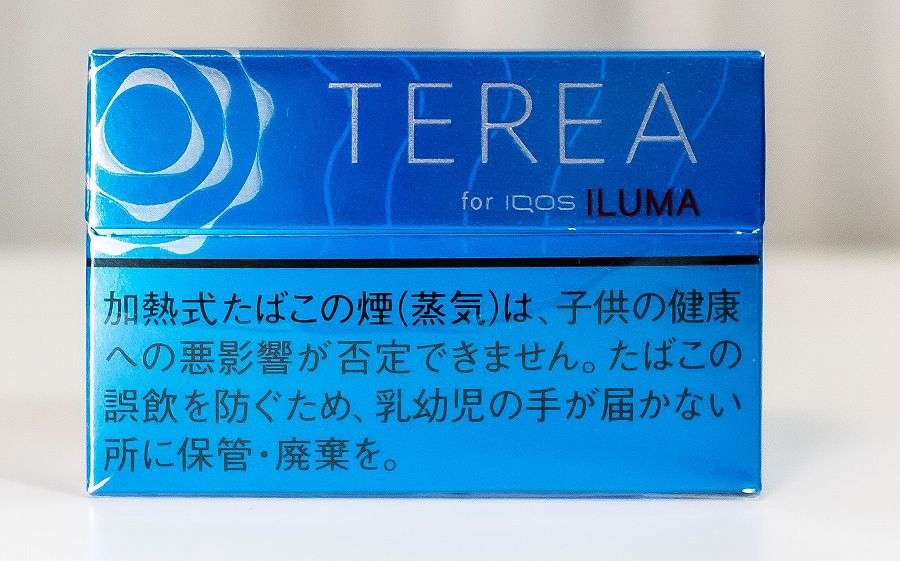 TEREA
for IQOS ILUMA
加熱式たばこの煙(蒸気)は、子供の健康
への悪影響が否定できません。たばこの
誤飲を防ぐため、乳幼児の手が届かない
所に保管・廃棄を。